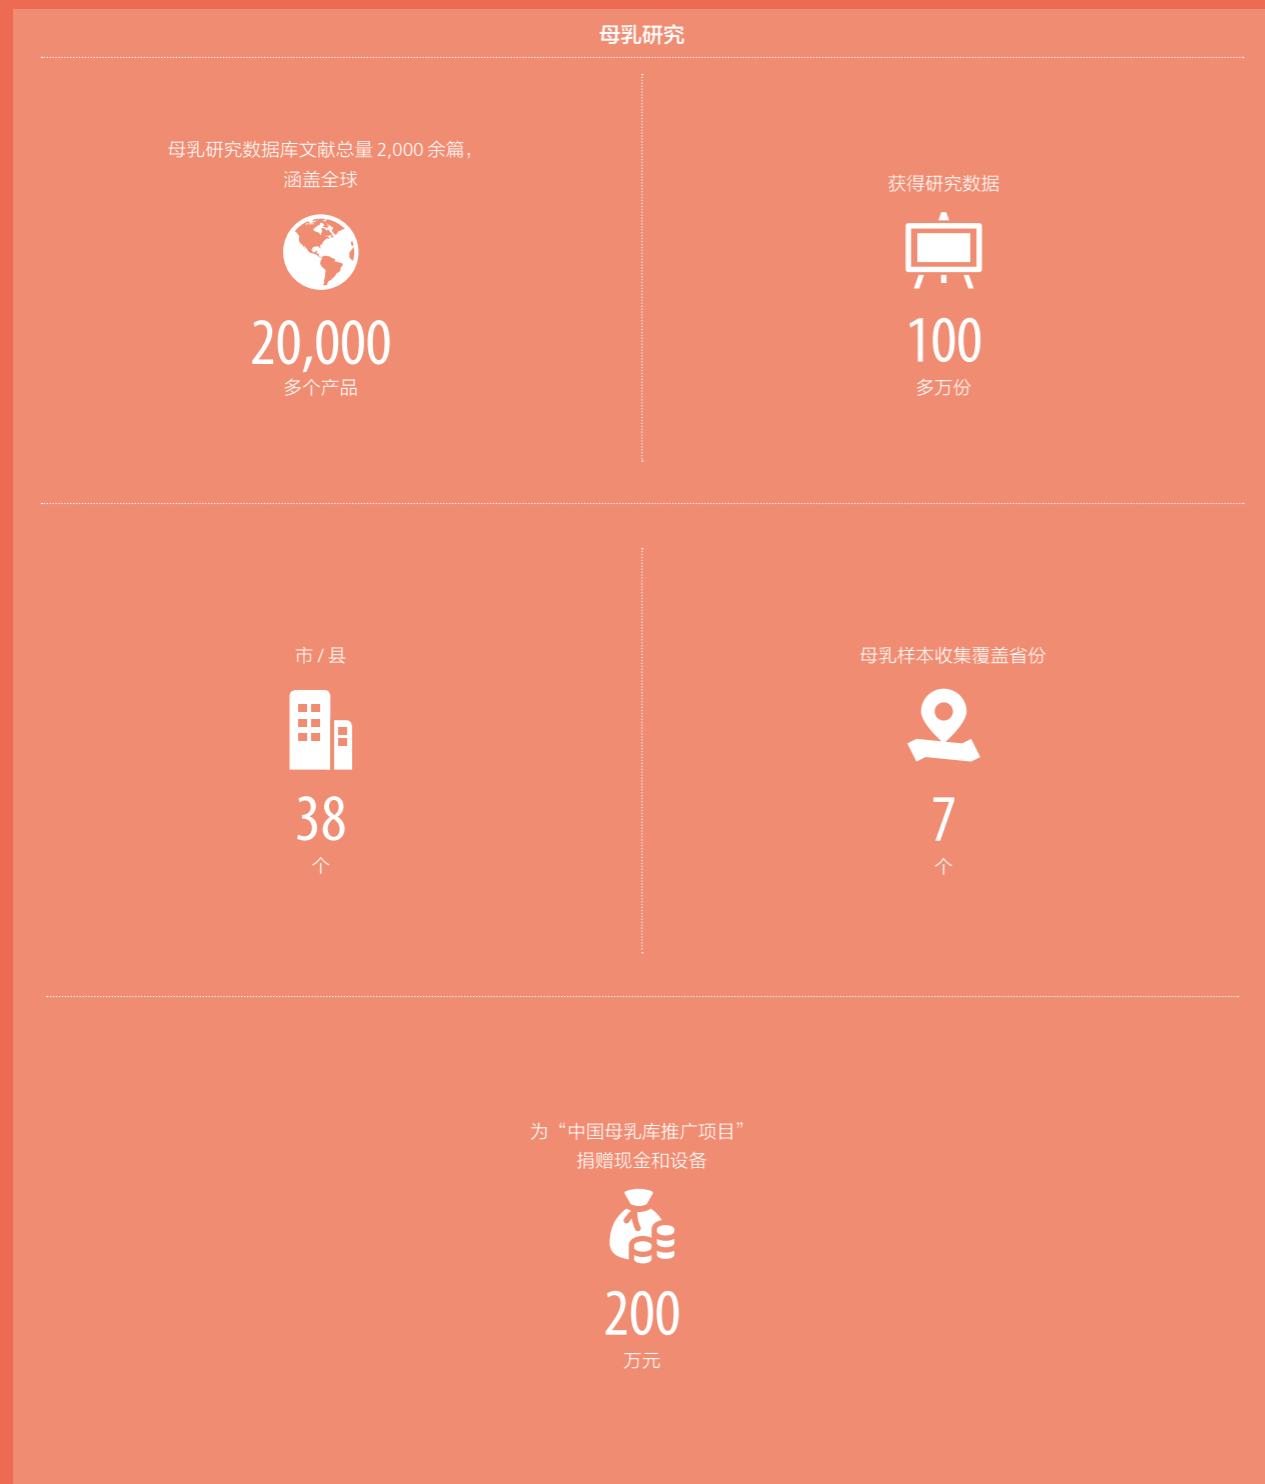 母乳研究
母乳研究数据库文献总量 2,000 余篇，
涵盖全球
20,000
多个产品
获得研究数据
100
多万份
市 / 县
38
个
母乳样本收集覆盖省份
7
个
为“中国母乳库推广项目”
捐赠现金和设备
200
万元